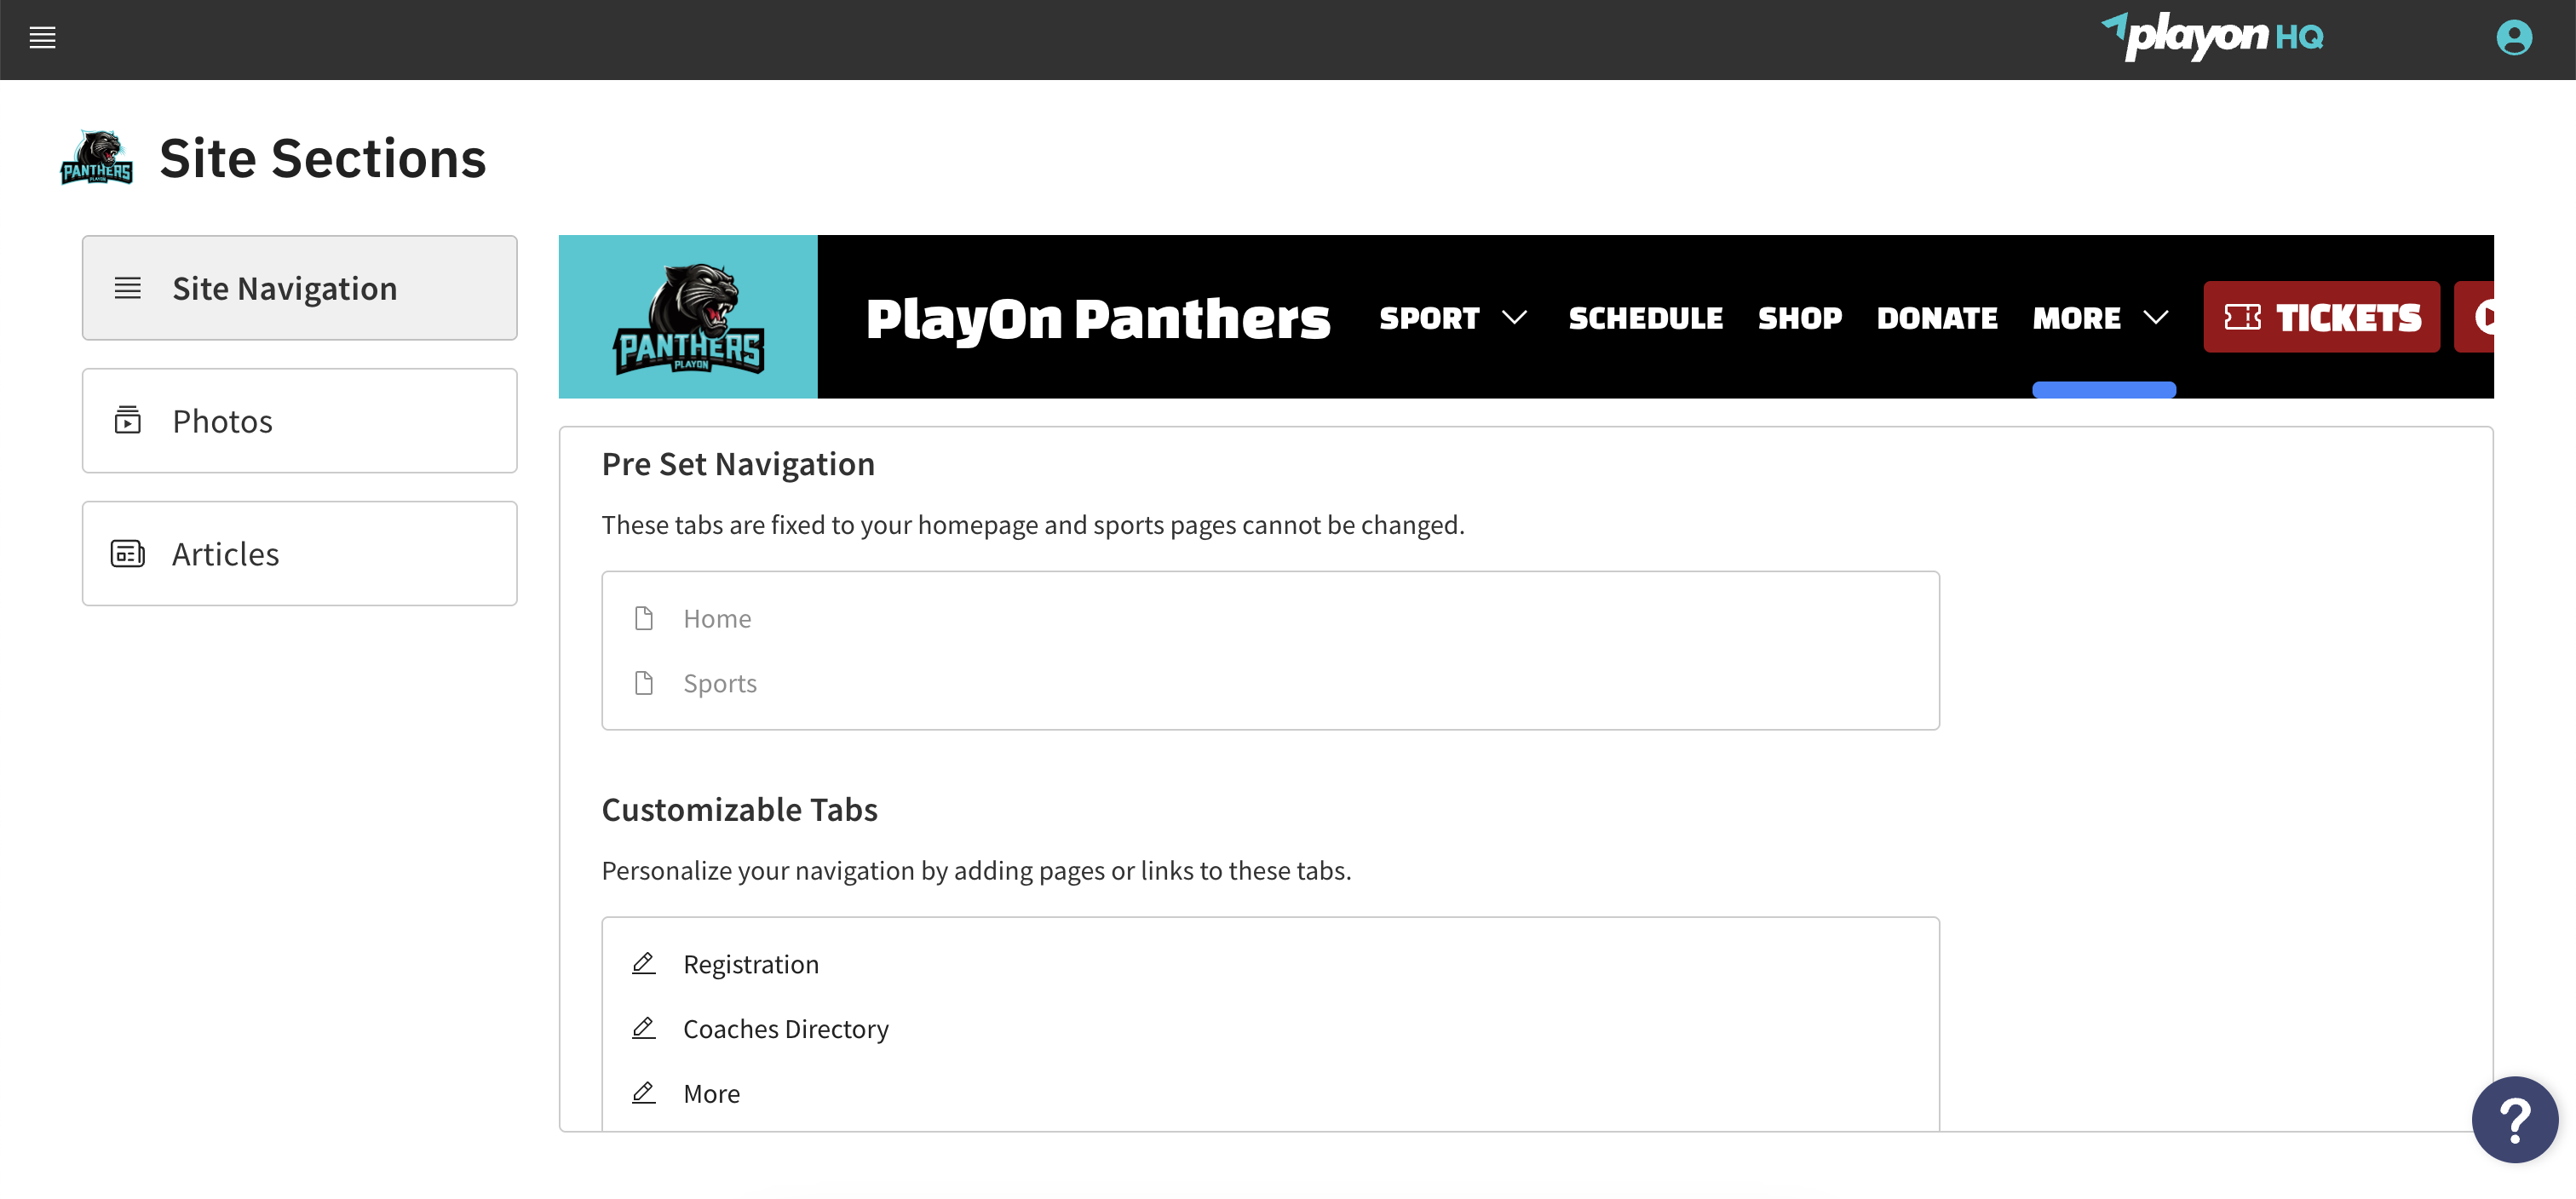 playon HQ
PANTHERS
PLAYON
Site Sections
Site Navigation
Photos
Articles
PANTHERS
PLAYON
PlayOn Panthers
SPORT
SCHEDULE
SHOP
DONATE
MORE
TICKETS
Pre Set Navigation
These tabs are fixed to your homepage and sports pages cannot be changed.
Home
Sports
Customizable Tabs
Personalize your navigation by adding pages or links to these tabs.
Registration
Coaches Directory
More
?